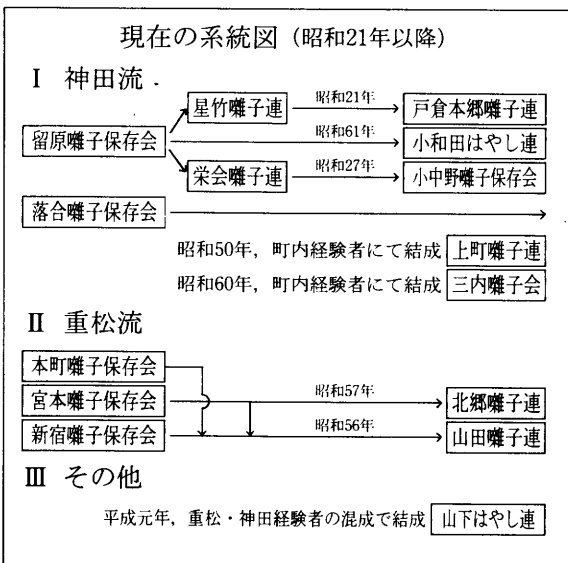 現在の系統図（昭和21年以降）
Ⅰ 神田流
星竹囃子連 昭和21年 戸倉本郷囃子連
留原囃子保存会 昭和61年 小和田はやし連
栄会囃子連 昭和27年 小中野囃子保存会
落合囃子保存会
昭和50年，町内経験者にて結成 上町囃子連
昭和60年，町内経験者にて結成 三内囃子会
Ⅱ 重松流
本町囃子保存会
宮本囃子保存会 昭和57年 北郷囃子連
新宿囃子保存会 昭和56年 山田囃子連
Ⅲ その他
平成元年，重松・神田経験者の混成で結成 山下はやし連